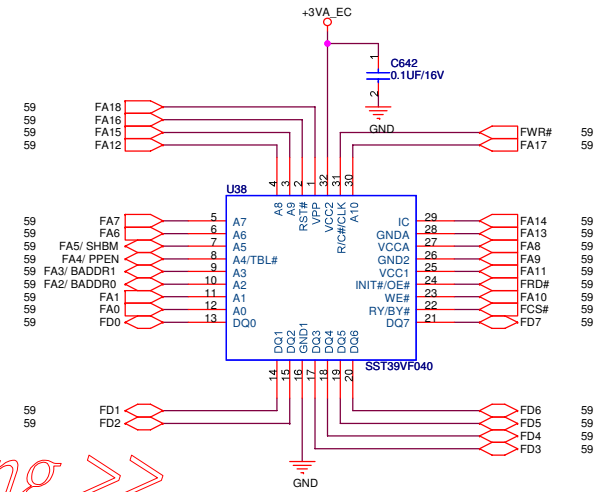 +3VA_EC
1
C642
0.1UF/16V
2
GND
59 FA18
59 FA16
59 FA15
59 FA12
FWR# 59
FA17 59
4 3 2 1 32 31 30
U38
A8 A9 RST# VPP VCC2 R/C#/CLK A10
59 FA7 5 A7 IC 29 FA14 59
59 FA6 6 A6 GNDA 28 FA13 59
59 FA5/ SHBM 7 A5 VCCA 27 FA8 59
59 FA4/ PPEN 8 A4/TBL# GND2 26 FA9 59
59 FA3/ BADDR1 9 A3 VCC1 25 FA11 59
59 FA2/ BADDR0 10 A2 INIT#/OE# 24 FRD# 59
59 FA1 11 A1 WE# 23 FA10 59
59 FA0 12 A0 RY/BY# 22 FCS# 59
59 FD0 13 DQ0 DQ7 21 FD7 59
DQ1 DQ2 GND1 DQ3 DQ4 DQ5 DQ6
SST39VF040
14 15 16 17 18 19 20
59 FD1 FD6 59
59 FD2 FD5 59
FD4 59
FD3 59
GND
ng >>